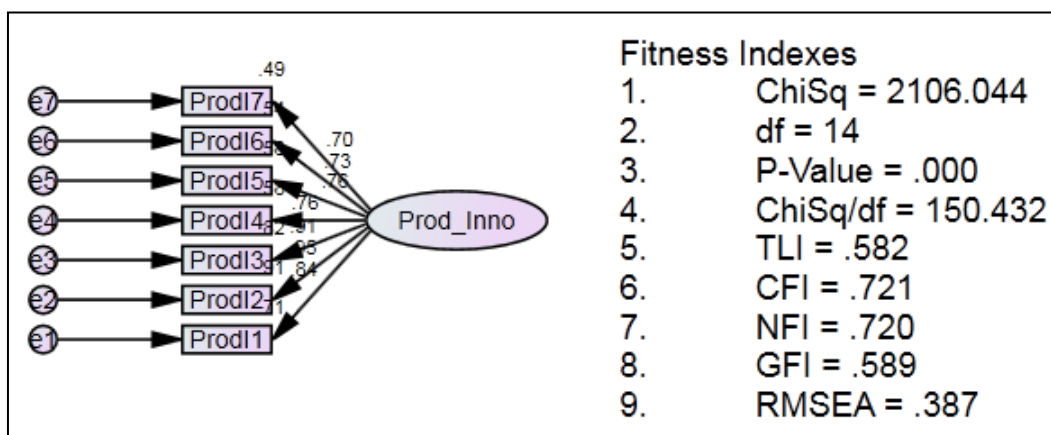 Fitness Indexes
1. ChiSq = 2106.044
2. df = 14
3. P-Value = .000
4. ChiSq/df = 150.432
5. TLI = .582
6. CFI = .721
7. NFI = .720
8. GFI = .589
9. RMSEA = .387
.49
e7 ProdI7
.70
e6 ProdI6
.73
e5 ProdI5
.76
e4 ProdI4
.76
Prod_Inno
.91
e3 ProdI3
e2 ProdI2
.84
e1 ProdI1